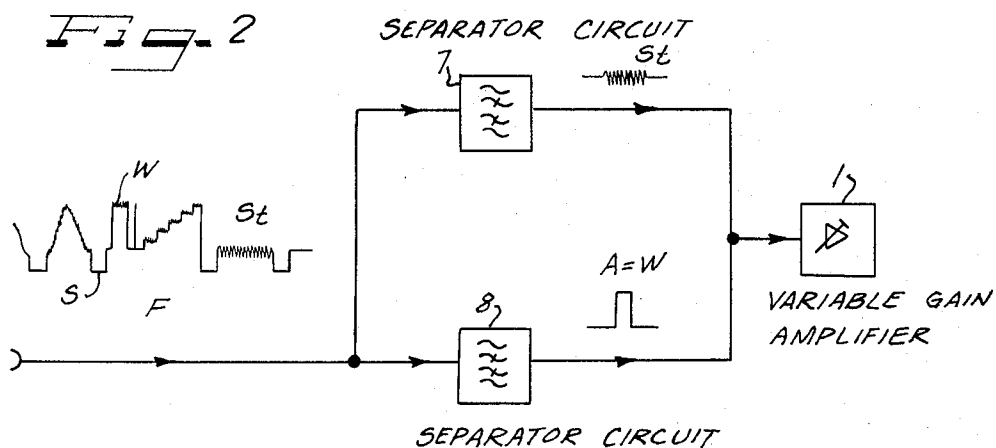 Fig. 2
SEPARATOR CIRCUIT
7
St
W
St
1
S
F
A=W
8
VARIABLE GAIN
AMPLIFIER
SEPARATOR CIRCUIT